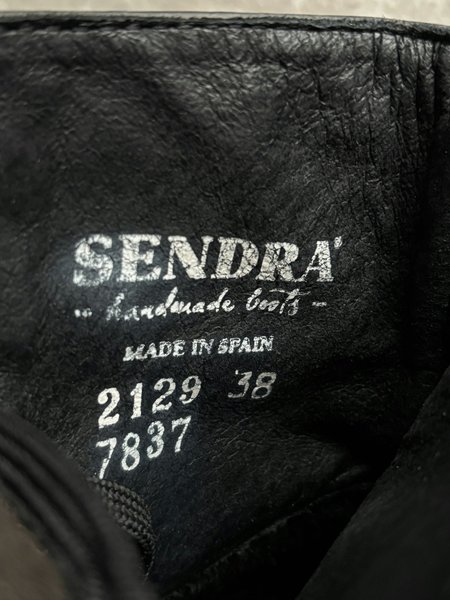 SENDRA
- handmade boots -
MADE IN SPAIN
2129 38
7837